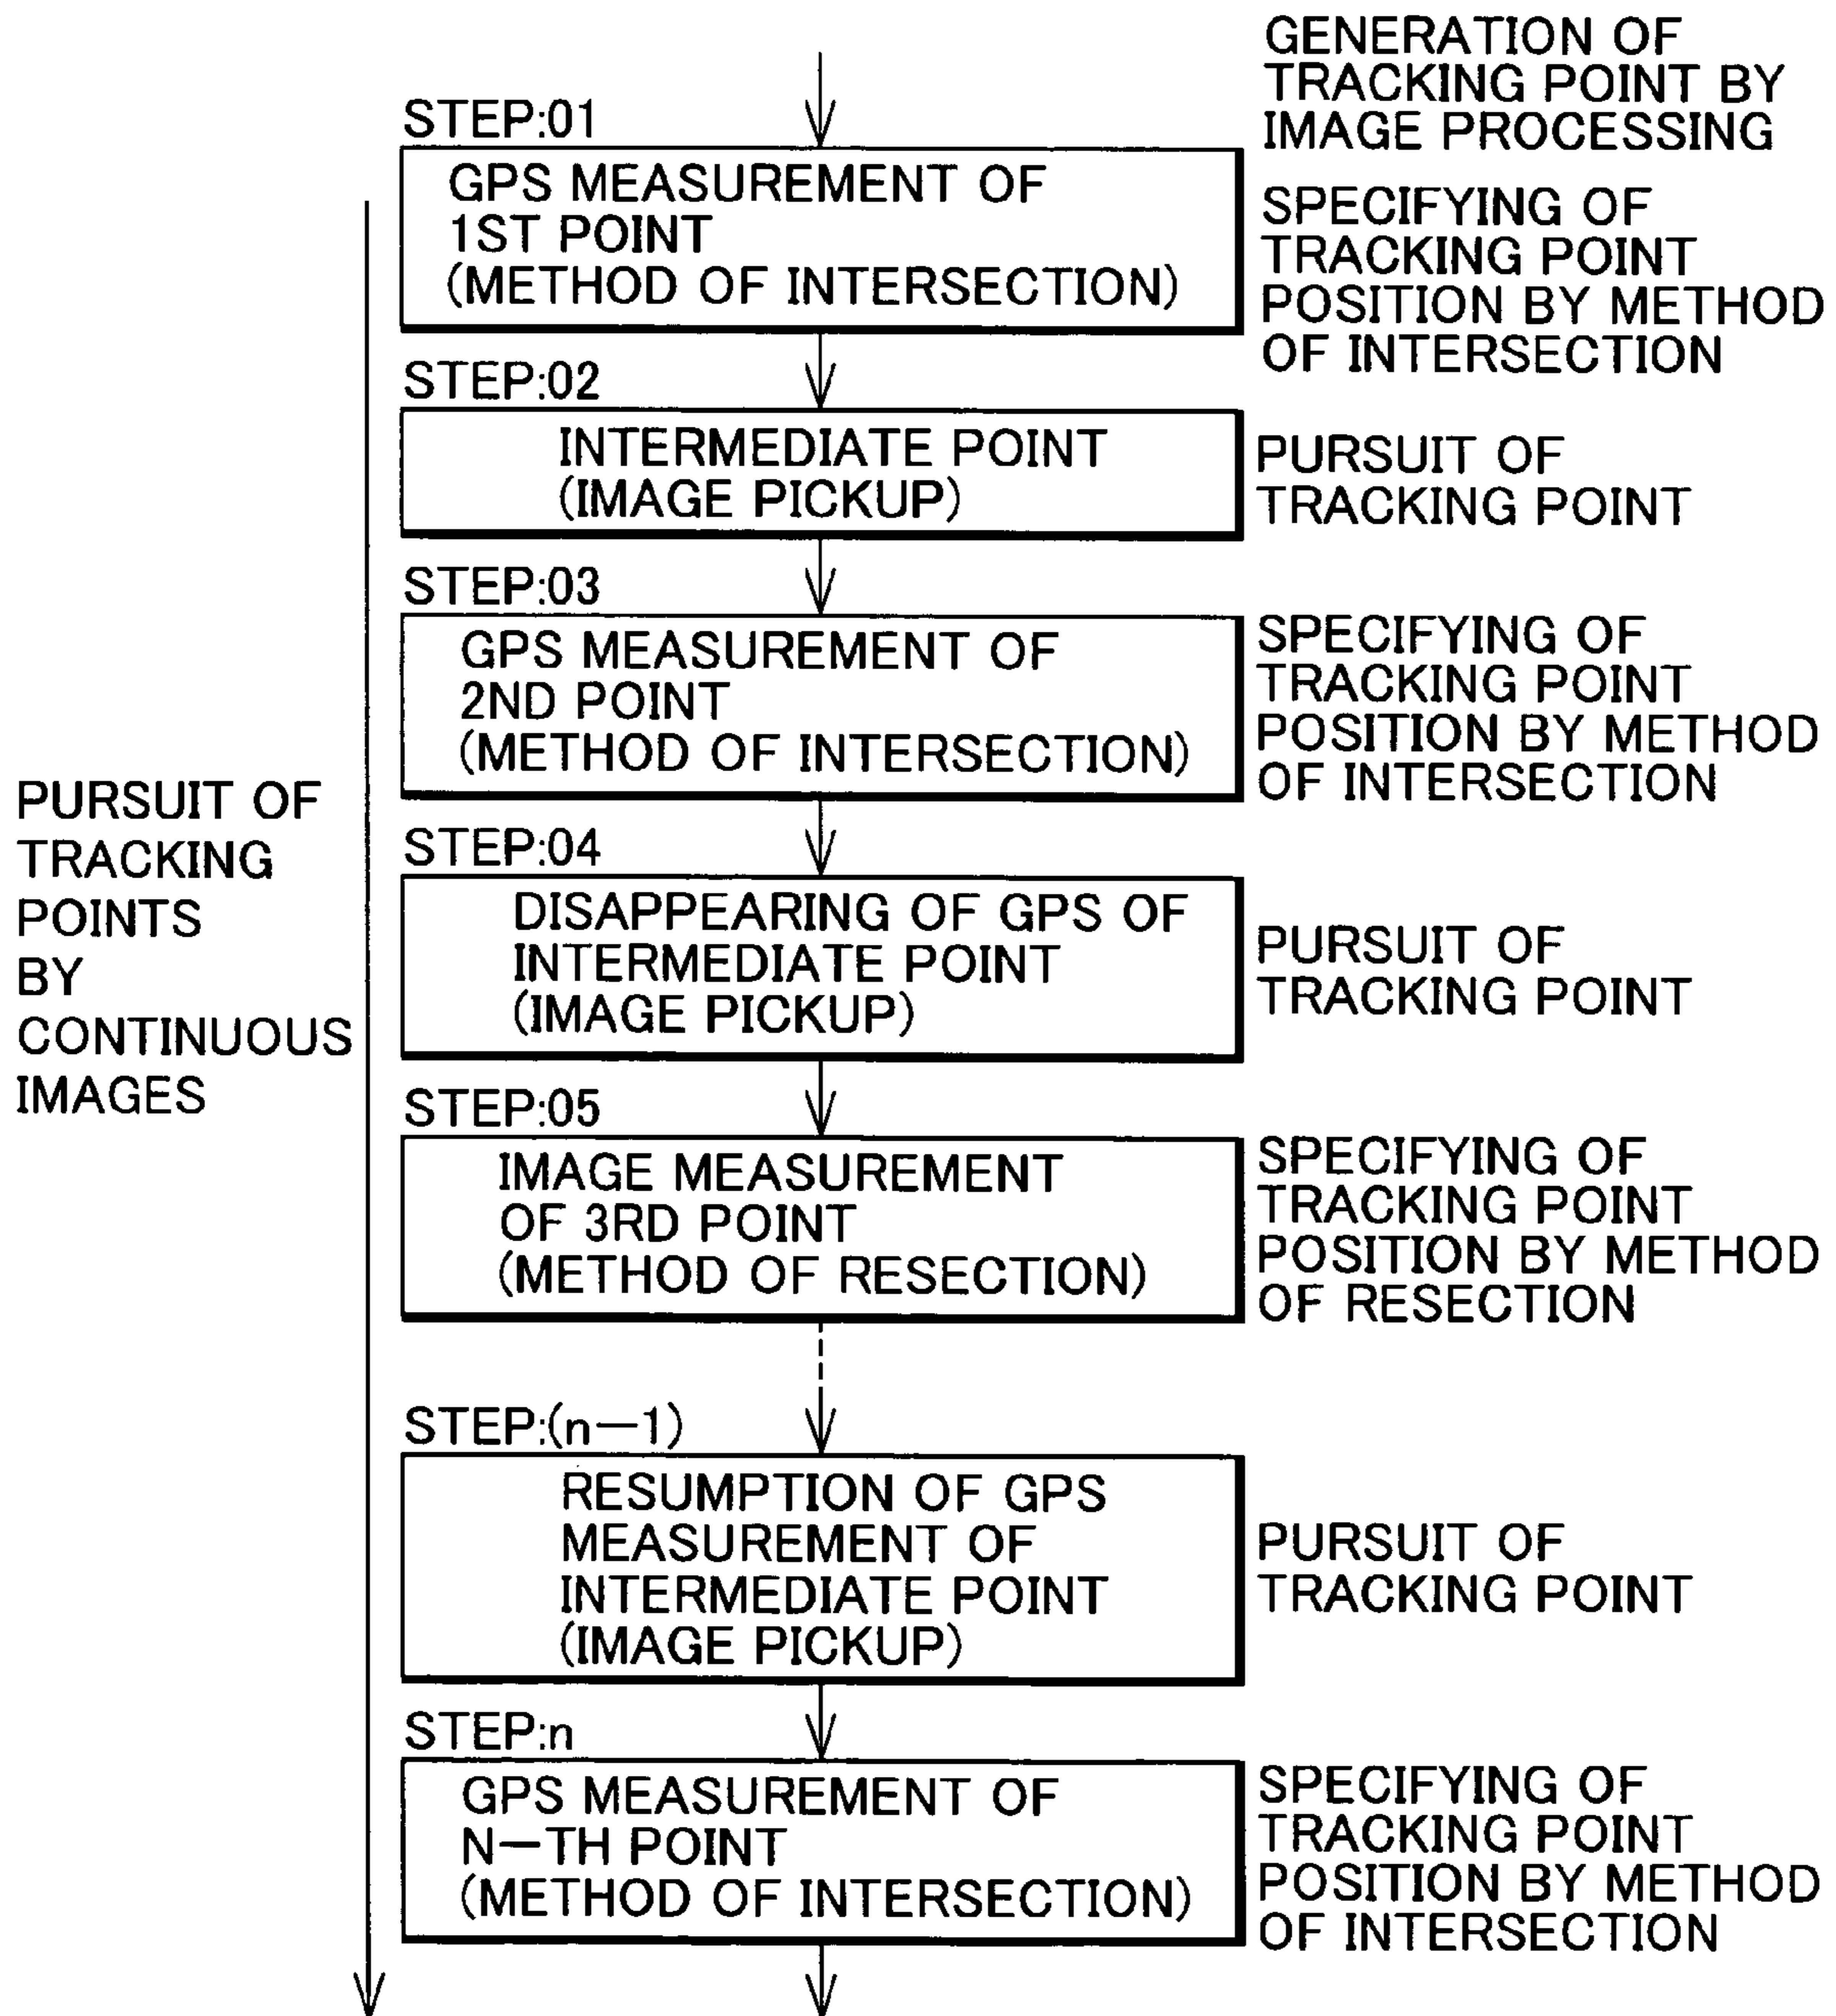 GENERATION OF
TRACKING POINT BY
IMAGE PROCESSING
STEP:01
GPS MEASUREMENT OF
1ST POINT
(METHOD OF INTERSECTION)
SPECIFYING OF
TRACKING POINT
POSITION BY METHOD
OF INTERSECTION
STEP:02
INTERMEDIATE POINT
(IMAGE PICKUP)
PURSUIT OF
TRACKING POINT
STEP:03
GPS MEASUREMENT OF
2ND POINT
(METHOD OF INTERSECTION)
SPECIFYING OF
TRACKING POINT
POSITION BY METHOD
OF INTERSECTION
PURSUIT OF
TRACKING
POINTS
BY
CONTINUOUS
IMAGES
STEP:04
DISAPPEARING OF GPS OF
INTERMEDIATE POINT
(IMAGE PICKUP)
PURSUIT OF
TRACKING POINT
STEP:05
IMAGE MEASUREMENT
OF 3RD POINT
(METHOD OF RESECTION)
SPECIFYING OF
TRACKING POINT
POSITION BY METHOD
OF RESECTION
STEP:(n—1)
RESUMPTION OF GPS
MEASUREMENT OF
INTERMEDIATE POINT
(IMAGE PICKUP)
PURSUIT OF
TRACKING POINT
STEP:n
GPS MEASUREMENT OF
N—TH POINT
(METHOD OF INTERSECTION)
SPECIFYING OF
TRACKING POINT
POSITION BY METHOD
OF INTERSECTION